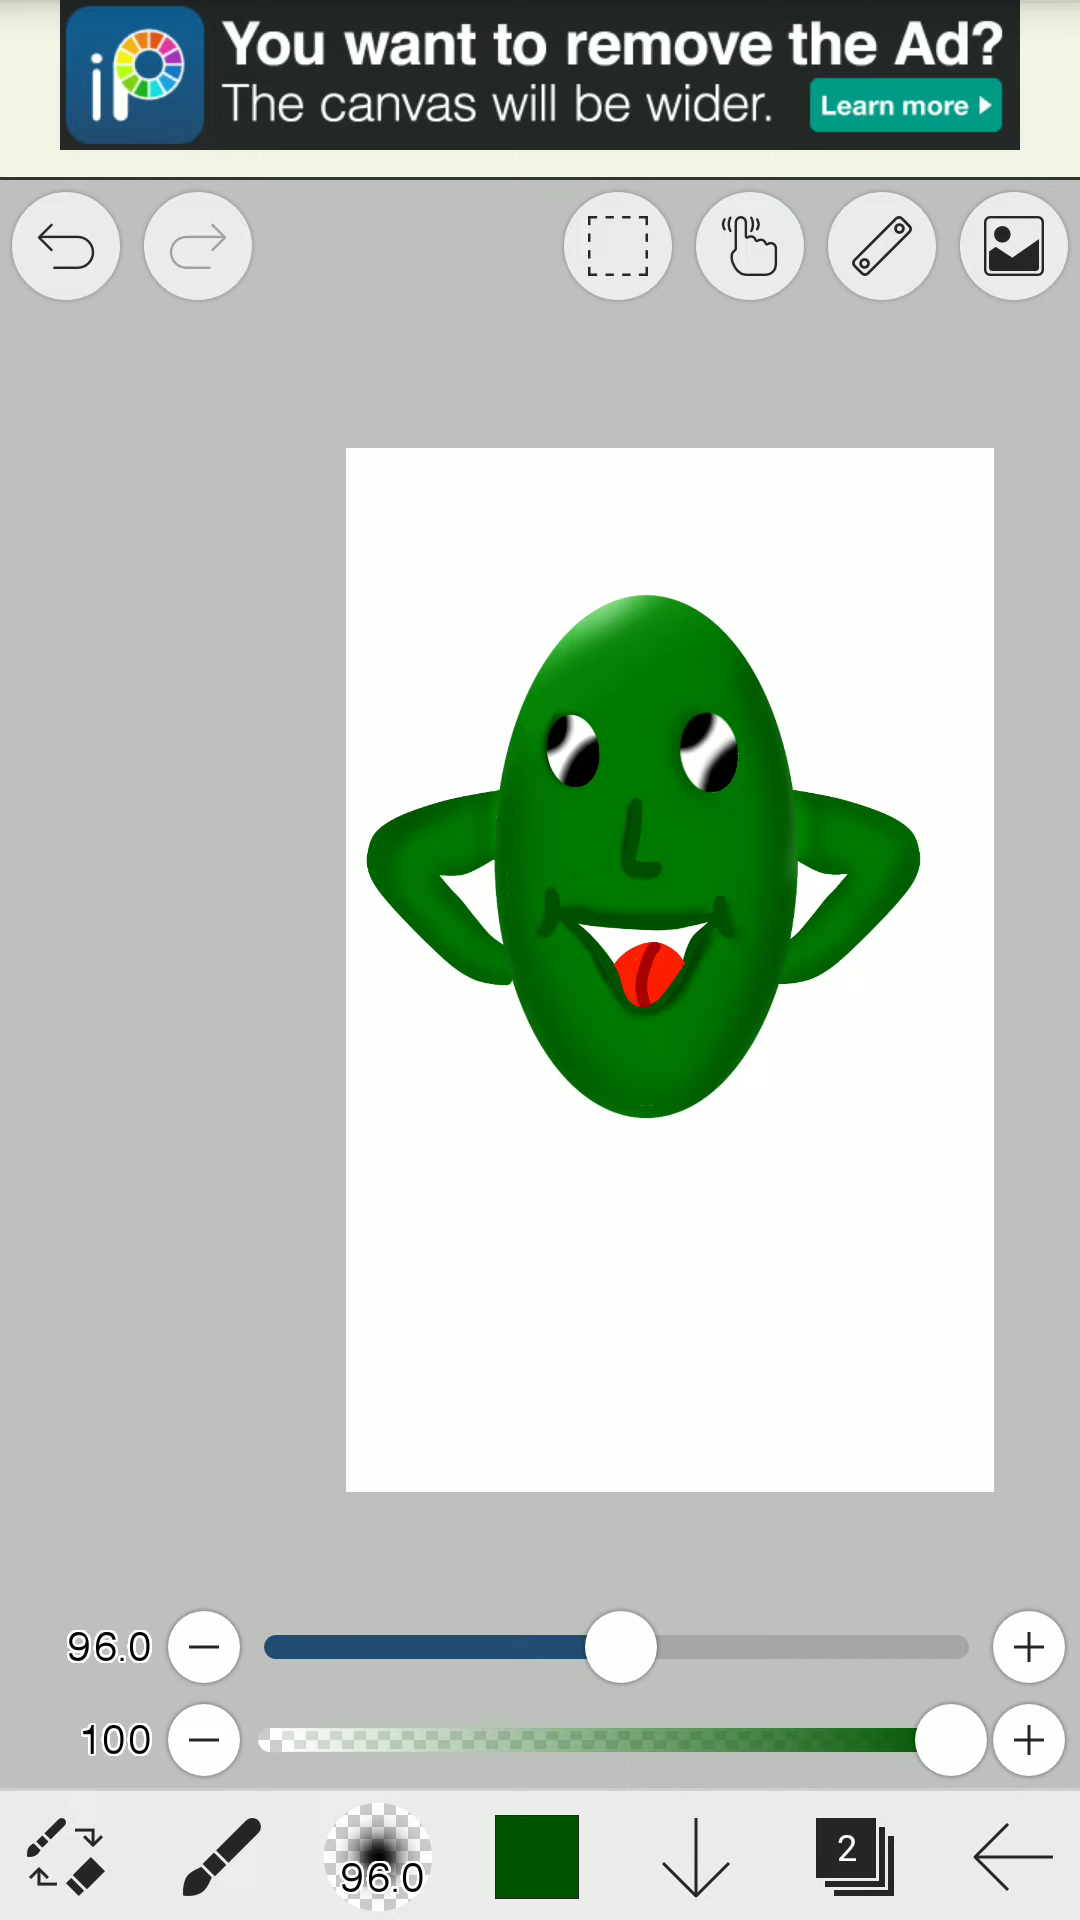 iP
You want to remove the Ad?
The canvas will be wider.
Learn more
96.0
100
96.0
2